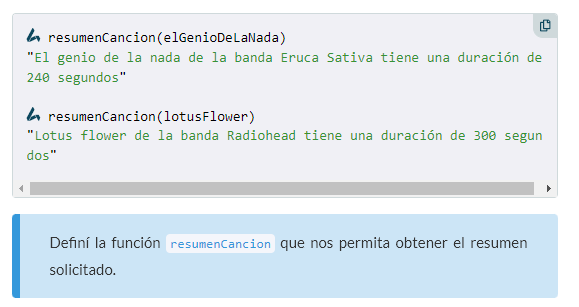 resumenCancion(elGenioDeLaNada)
"El genio de la nada de la banda Eruca Sativa tiene una duración de
240 segundos"
resumenCancion(lotusFlower)
"Lotus flower de la banda Radiohead tiene una duración de 300 segun
dos"
Definí la función resumenCancion que nos permita obtener el resumen
solicitado.